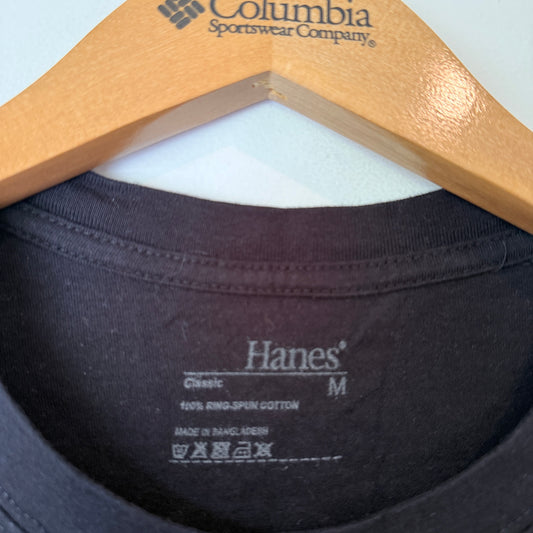 Columbia
Sportswear Company®
Hanes®
Classic M
100% RING-SPUN COTTON
MADE IN BANGLADESH